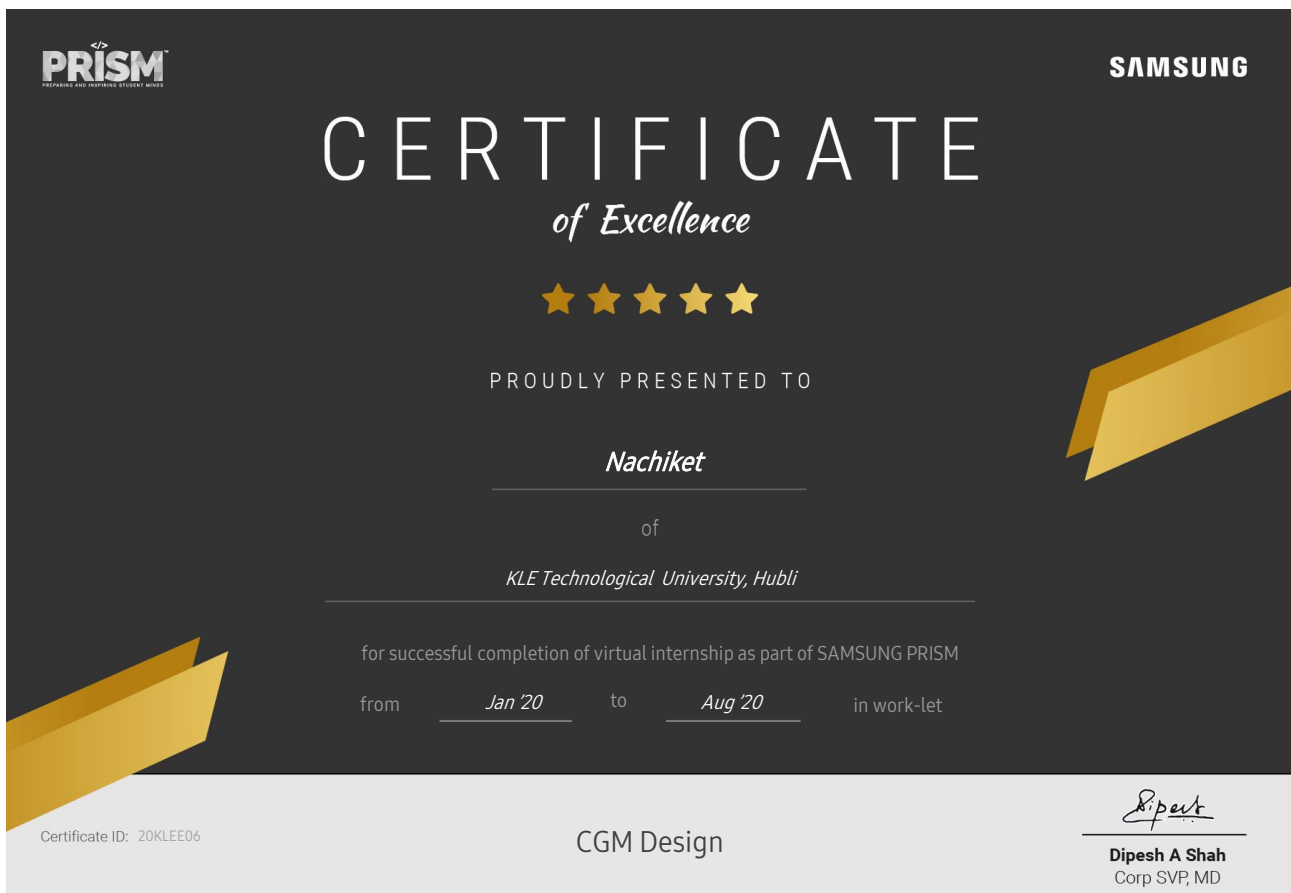 </>
PRISM™
PREPARING AND INSPIRING STUDENT MINDS
SAMSUNG
CERTIFICATE
of Excellence
PROUDLY PRESENTED TO
Nachiket
of
KLE Technological University, Hubli
for successful completion of virtual internship as part of SAMSUNG PRISM
from Jan '20 to Aug '20 in work-let
Dipesh
Certificate ID: 20KLEE06
CGM Design
Dipesh A Shah
Corp SVP, MD